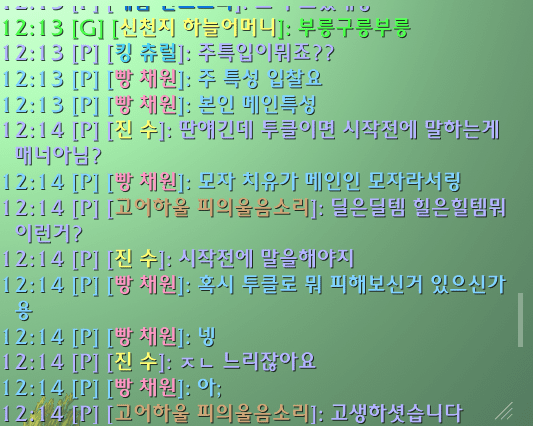 12:13 [G] [신천지 하늘어머니]: 부릉구릉부릉
12:13 [P] [킹 츄럴]: 주특입이뭐죠??
12:13 [P] [빵 채원]: 주 특성 입찰요
12:13 [P] [빵 채원]: 본인 메인특성
12:14 [P] [진 수]: 딴얘긴데 투클이면 시작전에 말하는게
매너아님?
12:14 [P] [빵 채원]: 모자 치유가 메인인 모자라서링
12:14 [P] [고어하울 피의울음소리]: 딜은딜템 힐은힐템뭐
이런거?
12:14 [P] [진 수]: 시작전에 말을해야지
12:14 [P] [빵 채원]: 혹시 투클로 뭐 피해보신거 있으신가
용
12:14 [P] [빵 채원]: 넹
12:14 [P] [진 수]: ㅈㄴ 느리잖아요
12:14 [P] [빵 채원]: 아;
12:14 [P] [고어하울 피의울음소리]: 고생하셧습니다